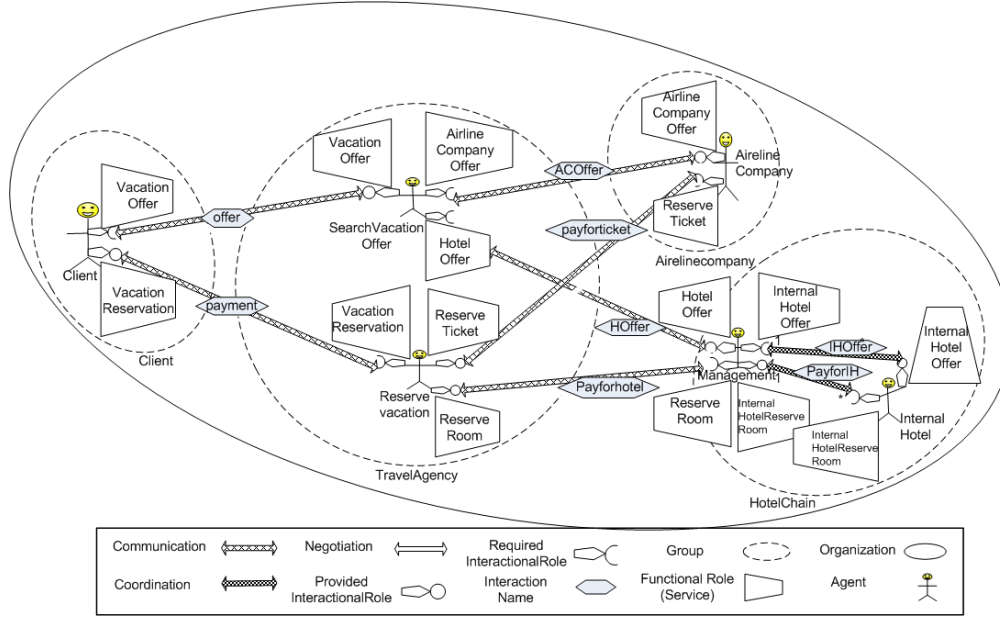 Airline
Company
Offer
Vacation
Offer
Airline
Company
Offer
Aireline
Company
ACOffer
Vacation
Offer
offer
SearchVacation
Offer
Reserve
Ticket
payforticket
Hotel
Offer
Airelinecompany
Client
Vacation
Reservation
Hotel
Offer
Internal
Hotel
Offer
payment
Vacation
Reservation
Reserve
Ticket
HOffer
Internal
Hotel
Offer
IHOffer
Client
Management
PayforIH
Reserve
vacation
Payforhotel
*
Reserve
Room
Reserve
Room
Internal
HotelReserve
Room
Internal
Hotel
Internal
HotelReserve
Room
TravelAgency
HotelChain
Communication
Negotiation
Required
InteractionalRole
Group
Organization
Coordination
Provided
InteractionalRole
Interaction
Name
Functional Role
(Service)
Agent